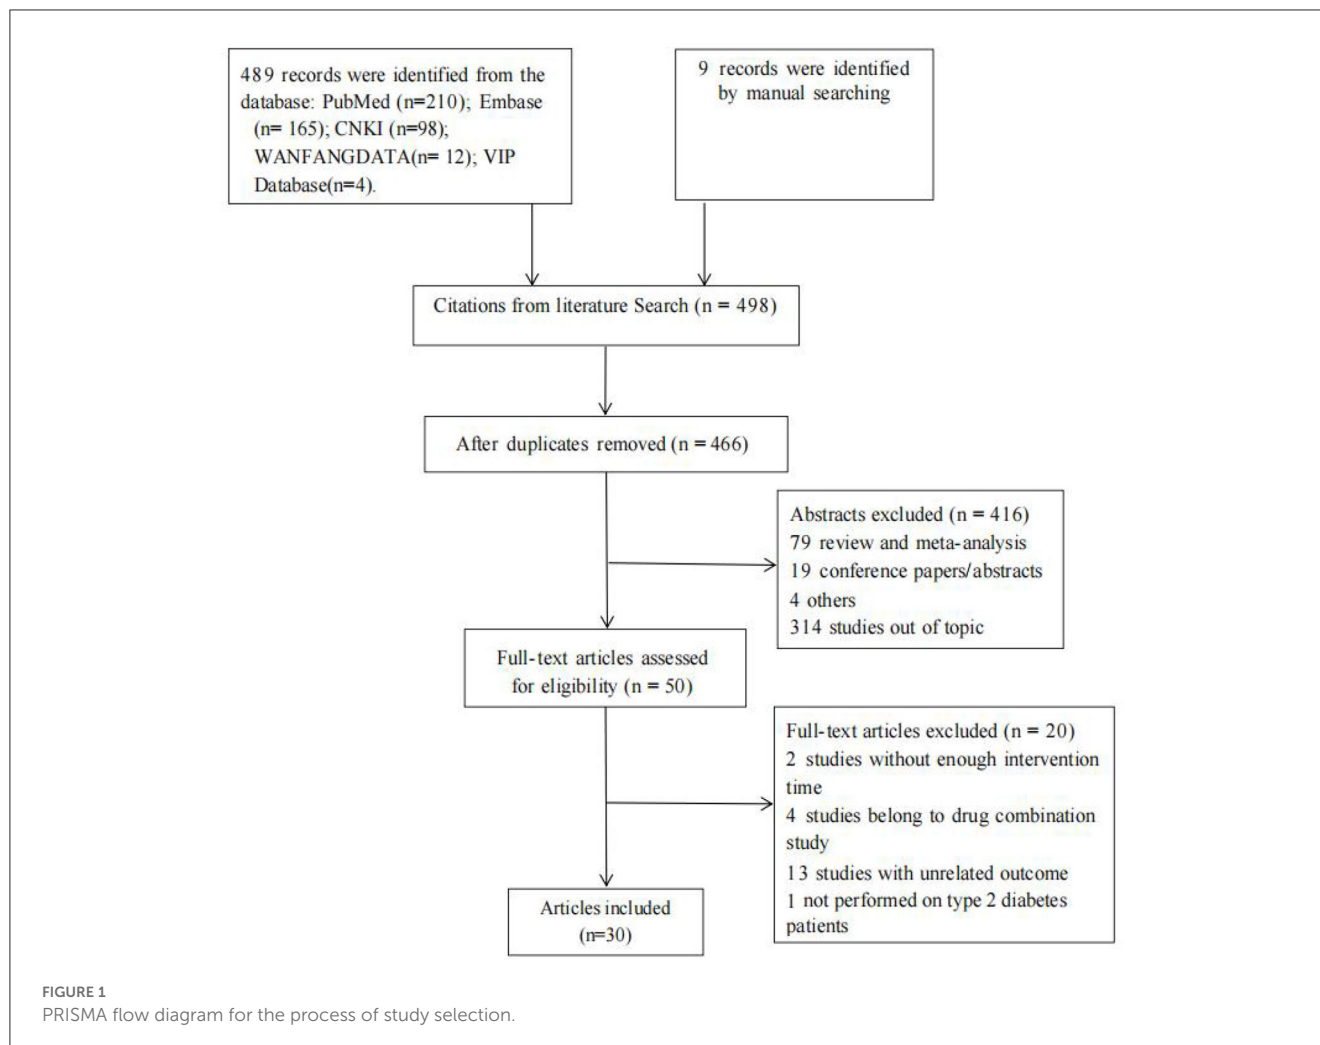 489 records were identified from the
database: PubMed (n=210); Embase
(n= 165); CNKI (n=98);
WANFANGDATA(n= 12); VIP
Database(n=4).
9 records were identified
by manual searching
Citations from literature Search (n = 498)
After duplicates removed (n = 466)
Abstracts excluded (n = 416)
79 review and meta-analysis
19 conference papers/abstracts
4 others
314 studies out of topic
Full-text articles assessed
for eligibility (n = 50)
Full-text articles excluded (n = 20)
2 studies without enough intervention
time
4 studies belong to drug combination
study
13 studies with unrelated outcome
1 not performed on type 2 diabetes
patients
Articles included
(n=30)
FIGURE 1
PRISMA flow diagram for the process of study selection.